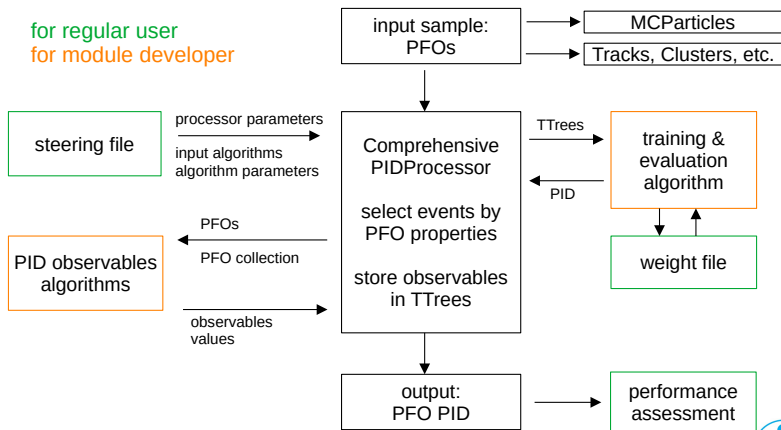 for regular user
for module developer
input sample:
PFOs
MCParticles
Tracks, Clusters, etc.
steering file
processor parameters
input algorithms
algorithm parameters
Comprehensive
PIDProcessor
select events by
PFO properties
store observables
in TTrees
TTrees
PID
training &
evaluation
algorithm
weight file
PID observables
algorithms
PFOs
PFO collection
observables
values
output:
PFO PID
performance
assessment